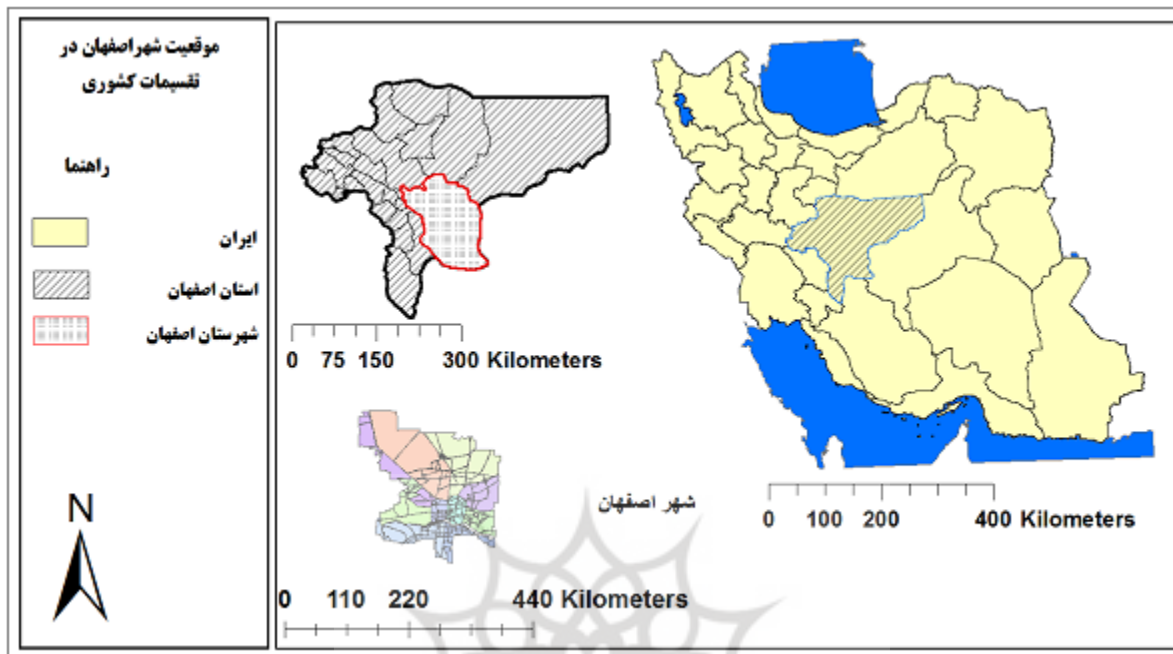 موقعیت شهراصفهان در
تقسیمات کشوری
راهنما
ایران
استان اصفهان
شهرستان اصفهان
N
0 75 150 300 Kilometers
شهر اصفهان
0 100 200 400 Kilometers
0 110 220 440 Kilometers